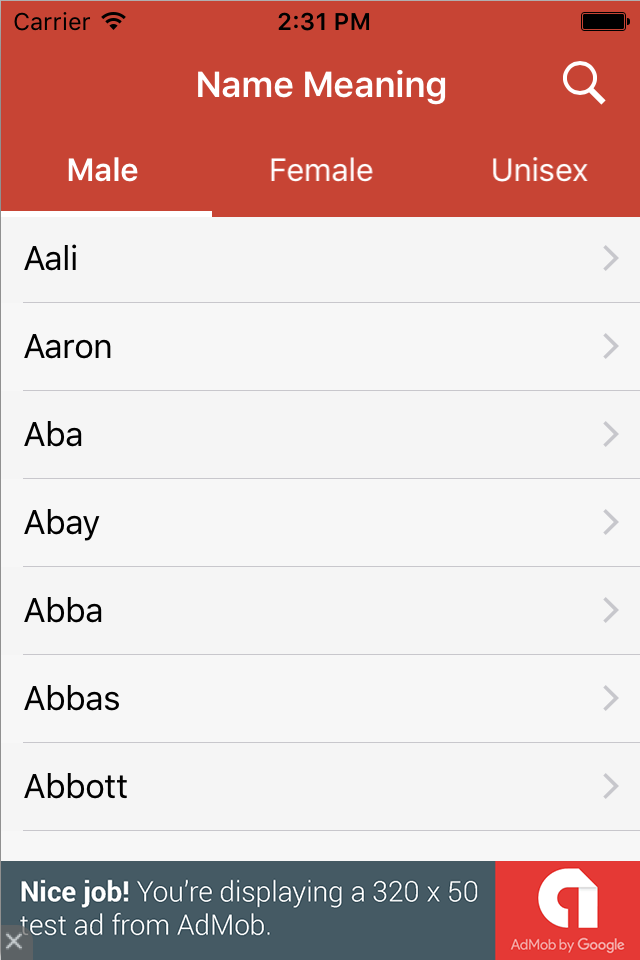 Carrier 2:31 PM
Name Meaning
Male Female Unisex
Aali
Aaron
Aba
Abay
Abba
Abbas
Abbott
Nice job! You're displaying a 320 x 50
test ad from AdMob.
AdMob by Google